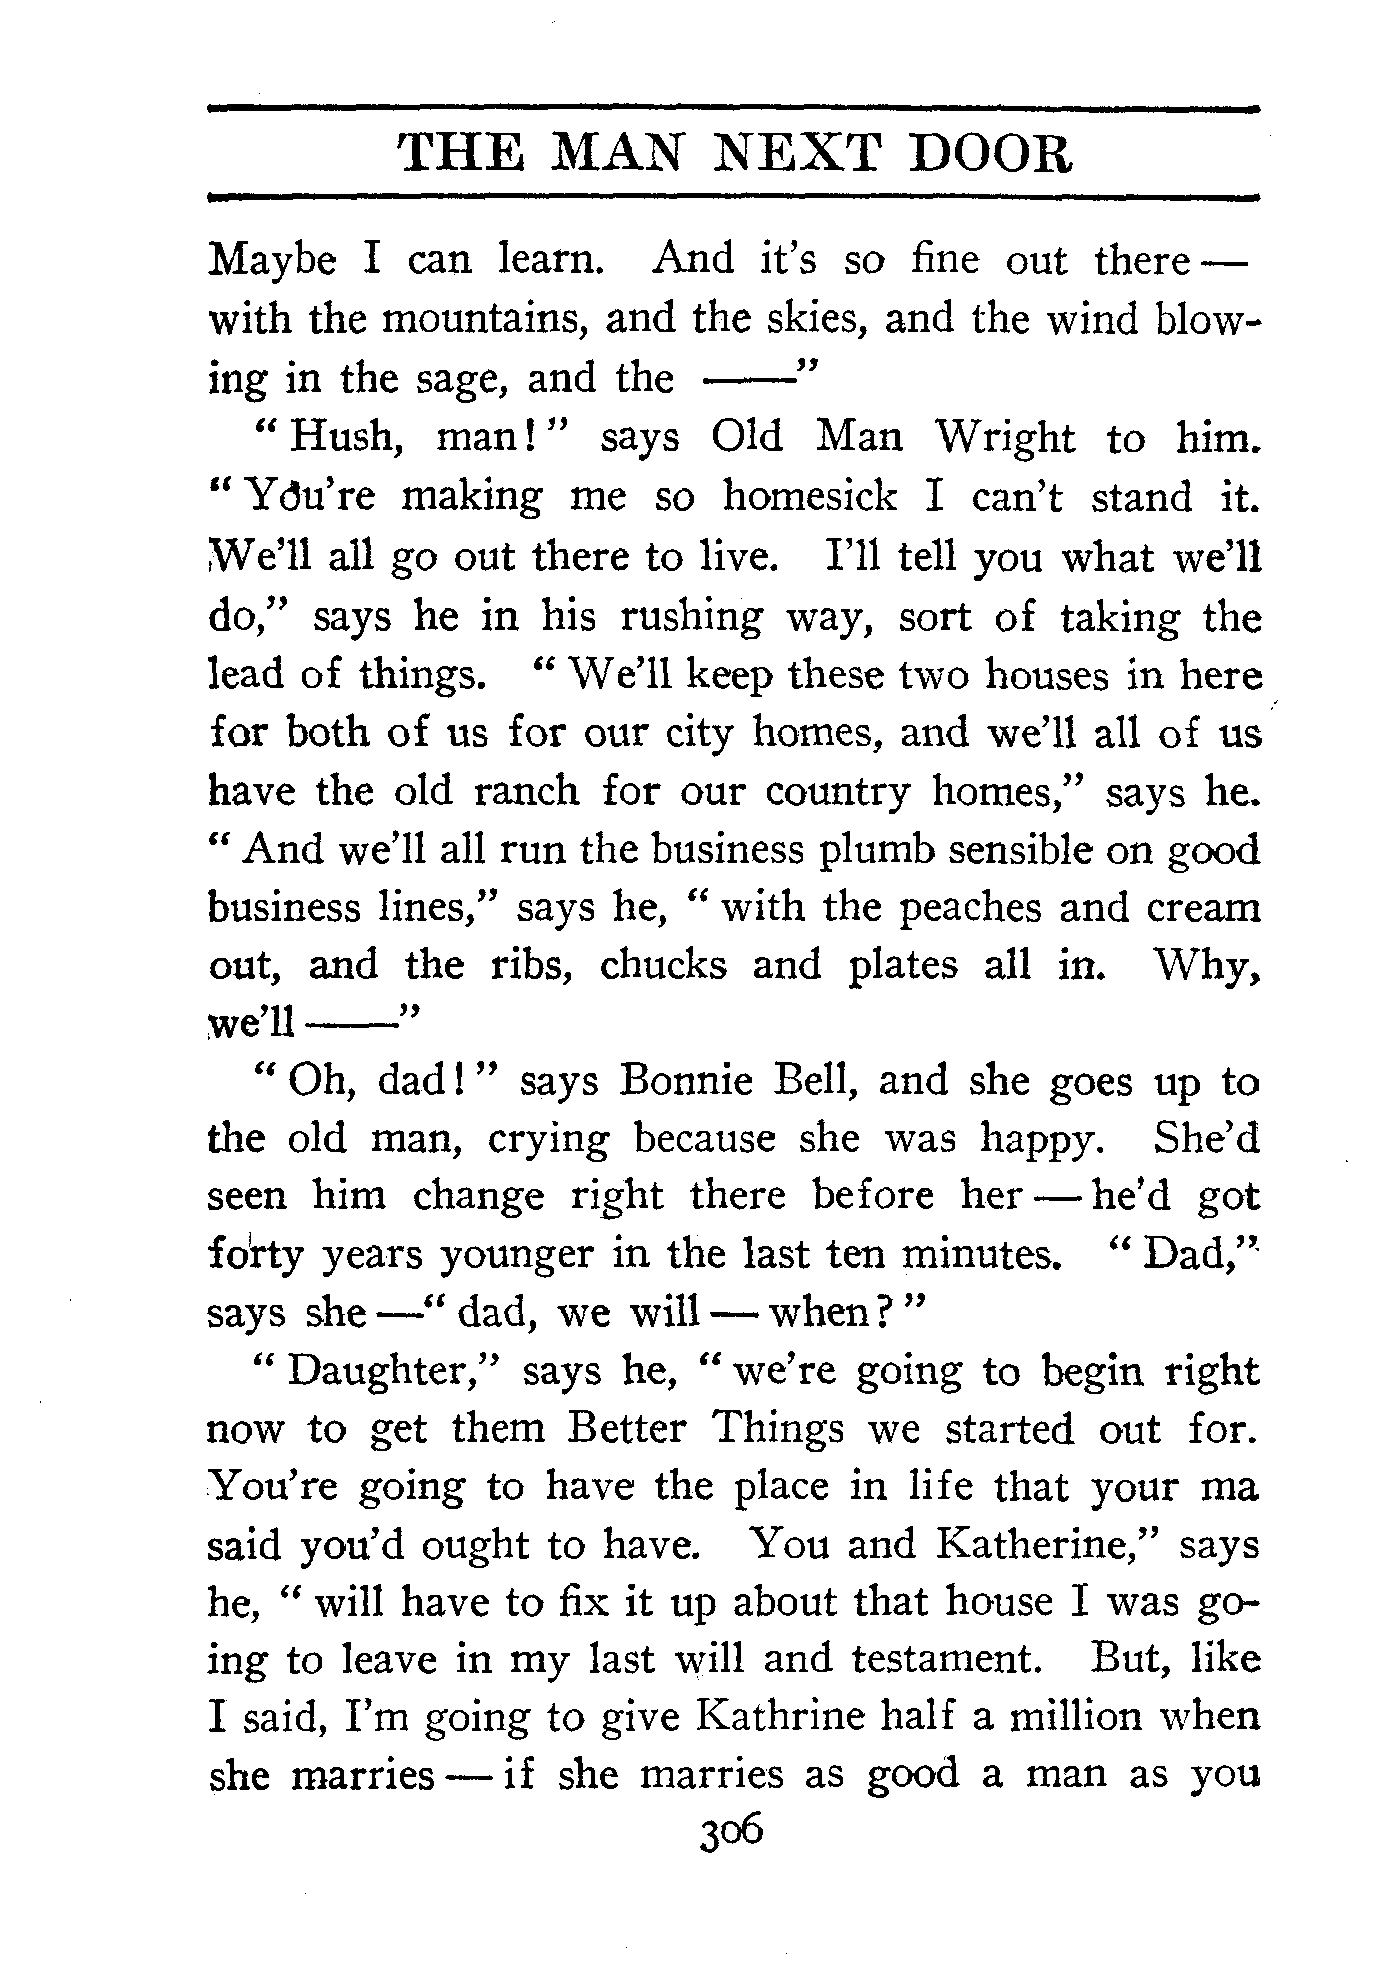 THE MAN NEXT DOOR
Maybe I can learn. And it's so fine out there —
with the mountains, and the skies, and the wind blow-
ing in the sage, and the ——"
"Hush, man!" says Old Man Wright to him.
"You're making me so homesick I can't stand it.
We'll all go out there to live. I'll tell you what we'll
do," says he in his rushing way, sort of taking the
lead of things. "We'll keep these two houses in here
for both of us for our city homes, and we'll all of us
have the old ranch for our country homes," says he.
"And we'll all run the business plumb sensible on good
business lines," says he, "with the peaches and cream
out, and the ribs, chucks and plates all in. Why,
we'll ——"
"Oh, dad!" says Bonnie Bell, and she goes up to
the old man, crying because she was happy. She'd
seen him change right there before her — he'd got
forty years younger in the last ten minutes. "Dad,"
says she —"dad, we will — when?"
"Daughter," says he, "we're going to begin right
now to get them Better Things we started out for.
You're going to have the place in life that your ma
said you'd ought to have. You and Katherine," says
he, "will have to fix it up about that house I was go-
ing to leave in my last will and testament. But, like
I said, I'm going to give Kathrine half a million when
she marries — if she marries as good a man as you
306